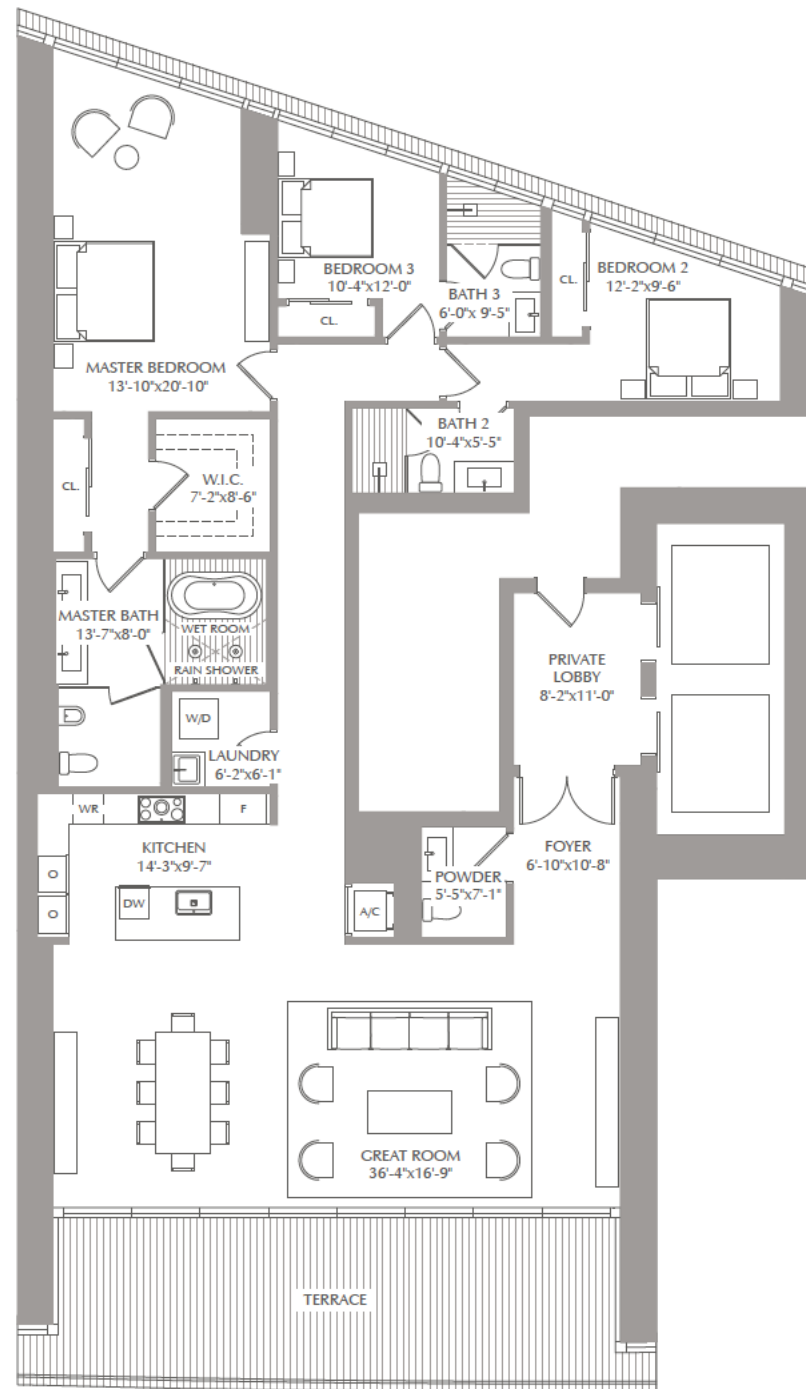 BEDROOM 3
10'-4"x12'-0"
CL.
BATH 3
6'-0"x 9'-5"
CL.
BEDROOM 2
12'-2"x9'-6"
MASTER BEDROOM
13'-10"x20'-10"
BATH 2
10'-4"x5'-5"
CL.
W.I.C.
7'-2"x8'-6"
MASTER BATH
13'-7"x8'-0"
WET ROOM
RAIN SHOWER
PRIVATE
LOBBY
8'-2"x11'-0"
W/D
LAUNDRY
6'-2"x6'-1"
WR
F
KITCHEN
14'-3"x9'-7"
FOYER
6'-10"x10'-8"
O
O
DW
A/C
POWDER
5'-5"x7'-1"
GREAT ROOM
36'-4"x16'-9"
TERRACE